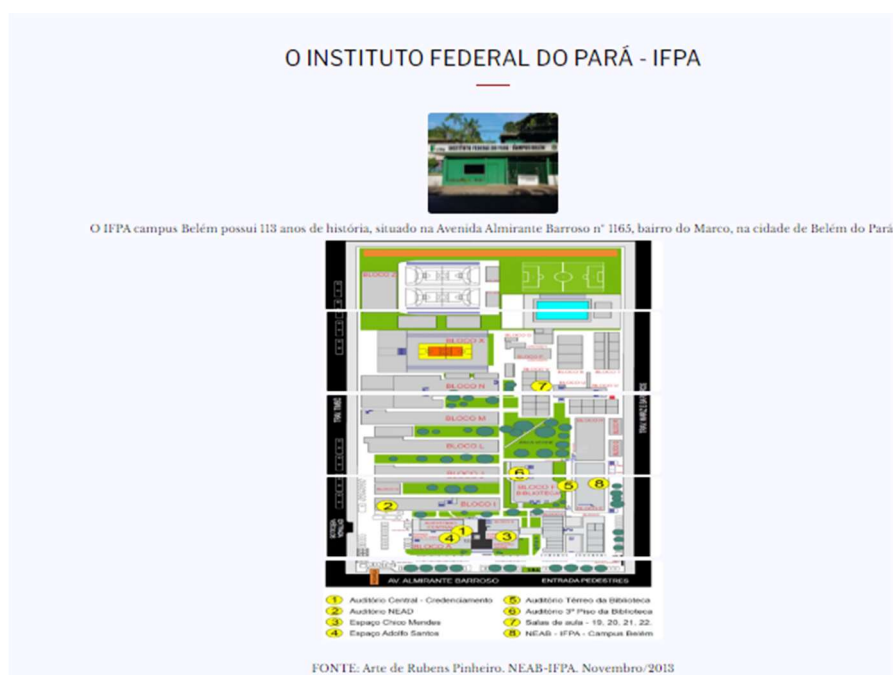 O INSTITUTO FEDERAL DO PARÁ - IFPA
INSTITUTO FEDERAL DO PARÁ - CAMPUS BELÉM
O IFPA campus Belém possui 113 anos de história, situado na Avenida Almirante Barroso nº 1165, bairro do Marco, na cidade de Belém do Pará
BLOCO A
BLOCO N
BLOCO M
BLOCO L
BLOCO I
BIBLIOTECA
AV. ALMIRANTE BARROSO ENTRADA PEDESTRES
1 Auditório Central - Credenciamento
2 Auditório NEAD
3 Espaço Chico Mendes
4 Espaço Adolfo Santos
5 Auditório Térreo da Biblioteca
6 Auditório 3º Piso da Biblioteca
7 Salas de aula - 19, 20, 21, 22.
8 NEAB - IFPA - Campus Belém
FONTE: Arte de Rubens Pinheiro. NEAB-IFPA. Novembro/2013